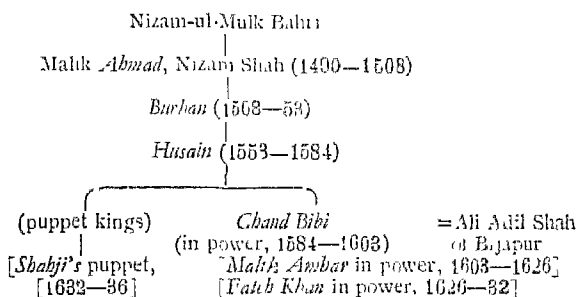 Nizam-ul-Mulk Bahri
Malik Ahmad, Nizam Shah (1490—1508)
Burhan (1508—53)
Husain (1553—1584)
(puppet kings) Chand Bibi =Ali Adil Shah
(in power, 1584—1603) of Bijapur
[Shahji's puppet, [Malik Ambar in power, 1603—1626]
[1632—36] [Fateh Khan in power, 1626—32]